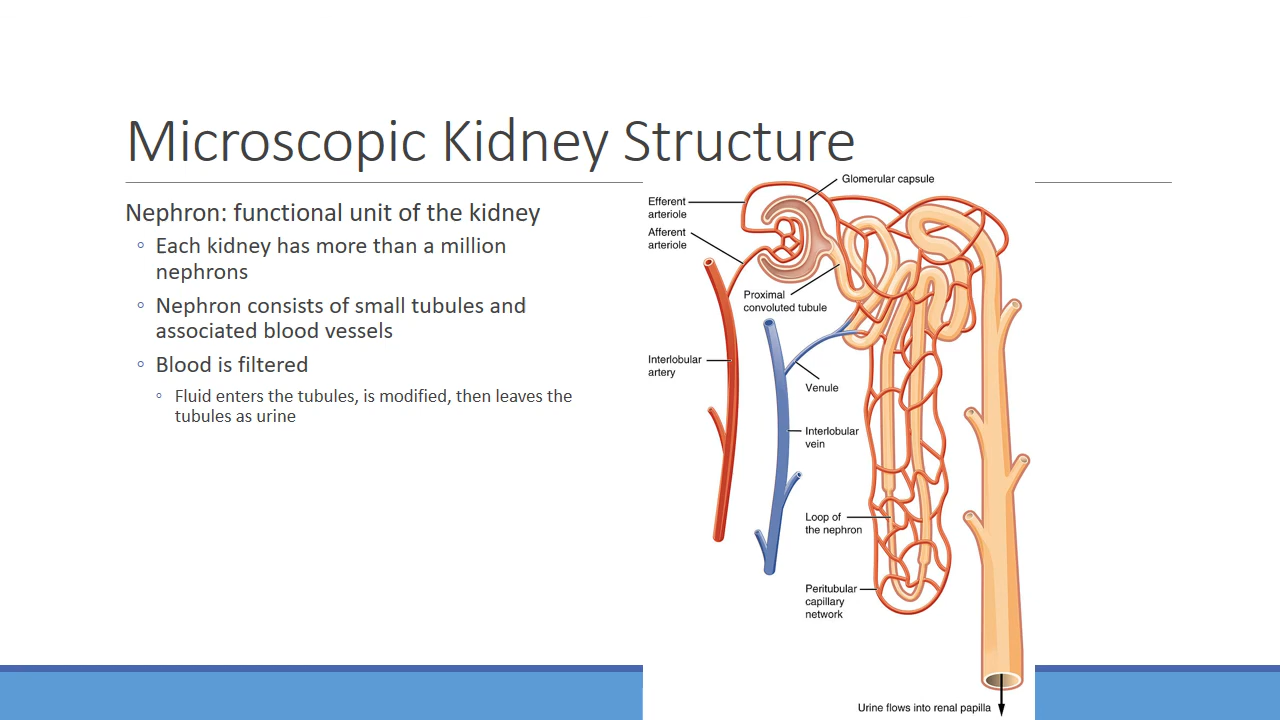 Microscopic Kidney Structure
Nephron: functional unit of the kidney
◦ Each kidney has more than a million
nephrons
◦ Nephron consists of small tubules and
associated blood vessels
◦ Blood is filtered
◦ Fluid enters the tubules, is modified, then leaves the
tubules as urine
Glomerular capsule
Efferent
arteriole
Afferent
arteriole
Proximal
convoluted tubule
Interlobular
artery
Venule
Interlobular
vein
Loop of
the nephron
Peritubular
capillary
network
Urine flows into renal papilla